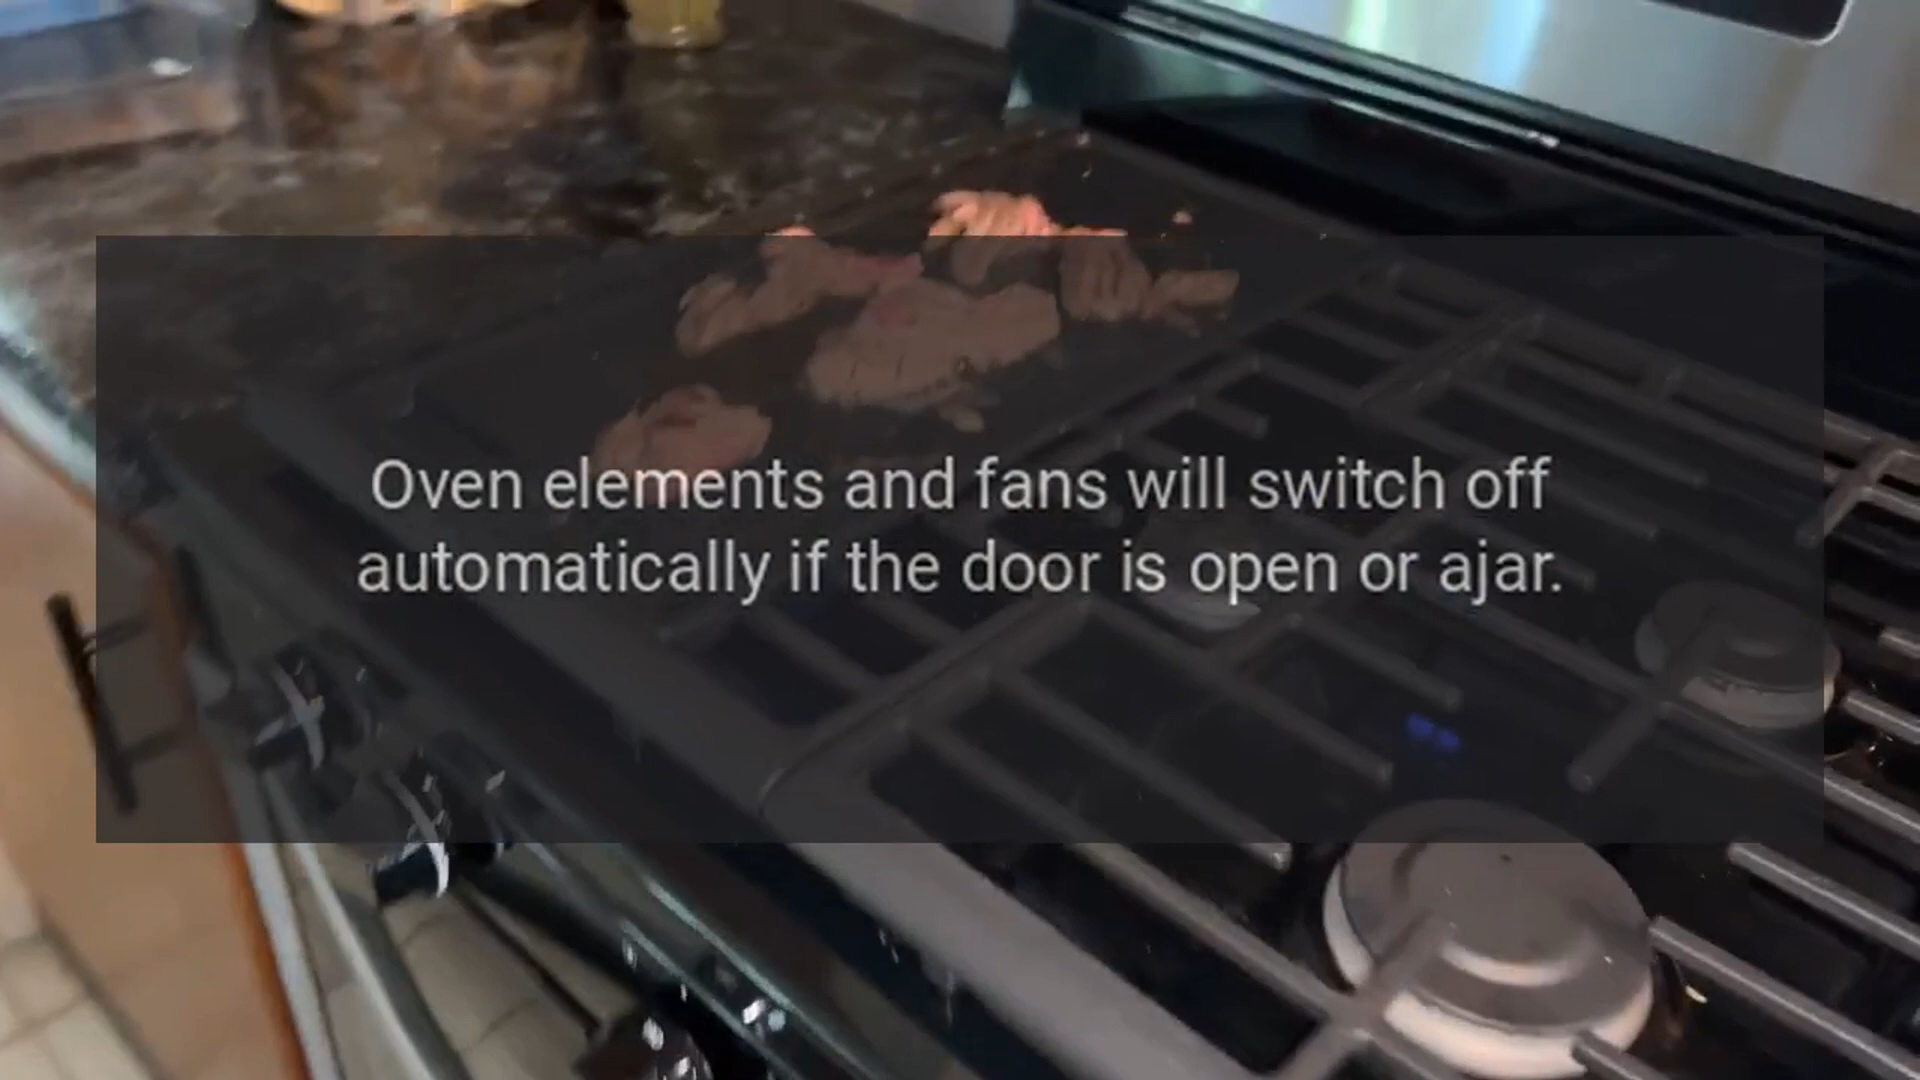 Oven elements and fans will switch off
automatically if the door is open or ajar.